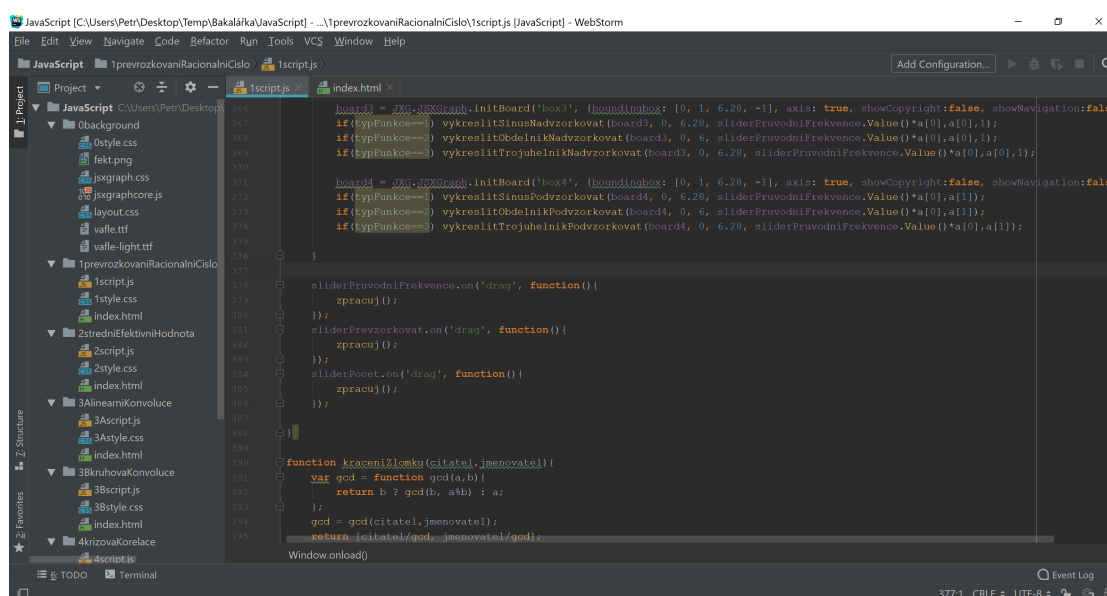 JavaScript [C:\Users\Petr\Desktop\Temp\Bakalářka\JavaScript] - ...\1prevrozkovaniRacionalniCislo\1script.js [JavaScript] - WebStorm
File Edit View Navigate Code Refactor Run Tools VCS Window Help
JavaScript 1prevrozkovaniRacionalniCislo 1script.js Add Configuration...
Project 1script.js index.html
1: Project
JavaScript C:\Users\Petr\Desktop\
0background
0style.css
fekt.png
jsxgraph.css
jsxgraphcore.js
layout.css
vafle.ttf
vafle-light.ttf
1prevrozkovaniRacionalniCislo
1script.js
1style.css
index.html
2stredniEfektivniHodnota
2script.js
2style.css
index.html
3AlinearniKonvoluce
3Ascript.js
3Astyle.css
index.html
3BkruhovaKonvoluce
3Bscript.js
3Bstyle.css
index.html
4krizovaKorelace
4script.js
7: Structure
2: Favorites
366 board3 = JXG.JSXGraph.initBoard('box3', {boundingbox: [0, 1, 6.28, -1], axis: true, showCopyright:false, showNavigation:fals
367 if(typFunkce==1) vykreslitSinusNadvzorkovat(board3, 0, 6.28, sliderPruvodniFrekvence.Value()*a[0],a[0],1);
368 if(typFunkce==2) vykreslitObdelnikNadvzorkovat(board3, 0, 6, sliderPruvodniFrekvence.Value()*a[0],a[0],1);
369 if(typFunkce==3) vykreslitTrojuhelnikNadvzorkovat(board3, 0, 6.28, sliderPruvodniFrekvence.Value()*a[0],a[0],1);
370
371 board4 = JXG.JSXGraph.initBoard('box4', {boundingbox: [0, 1, 6.28, -1], axis: true, showCopyright:false, showNavigation:fals
372 if(typFunkce==1) vykreslitSinusPodvzorkovat(board4, 0, 6.28, sliderPruvodniFrekvence.Value()*a[0],a[1]);
373 if(typFunkce==2) vykreslitObdelnikPodvzorkovat(board4, 0, 6, sliderPruvodniFrekvence.Value()*a[0],a[1]);
374 if(typFunkce==3) vykreslitTrojuhelnikPodvzorkovat(board4, 0, 6.28, sliderPruvodniFrekvence.Value()*a[0],a[1]);
375
376 }
377
378 sliderPruvodniFrekvence.on('drag', function(){
379 zpracuj();
380 });
381 sliderPrevzorkovat.on('drag', function(){
382 zpracuj();
383 });
384 sliderPocet.on('drag', function(){
385 zpracuj();
386 });
387
388 }
389
390 function kraceniZlomku(citatel,jmenovatel){
391 var gcd = function gcd(a,b){
392 return b ? gcd(b, a%b) : a;
393 };
394 gcd = gcd(citatel,jmenovatel);
395 return [citatel/gcd, jmenovatel/gcd];
Window.onload()
6: TODO Terminal Event Log
377:1 CRLF UTF-8